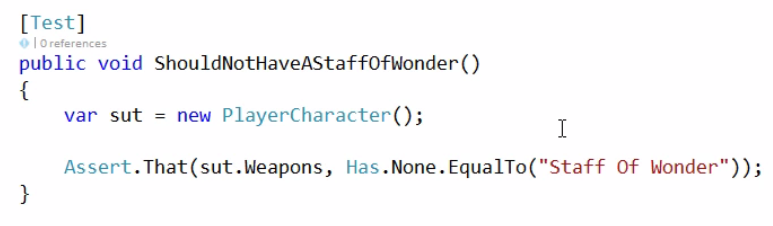 [Test]
| 0 references
public void ShouldNotHaveAStaffOfWonder()
{
var sut = new PlayerCharacter();
Assert.That(sut.Weapons, Has.None.EqualTo("Staff Of Wonder"));
}